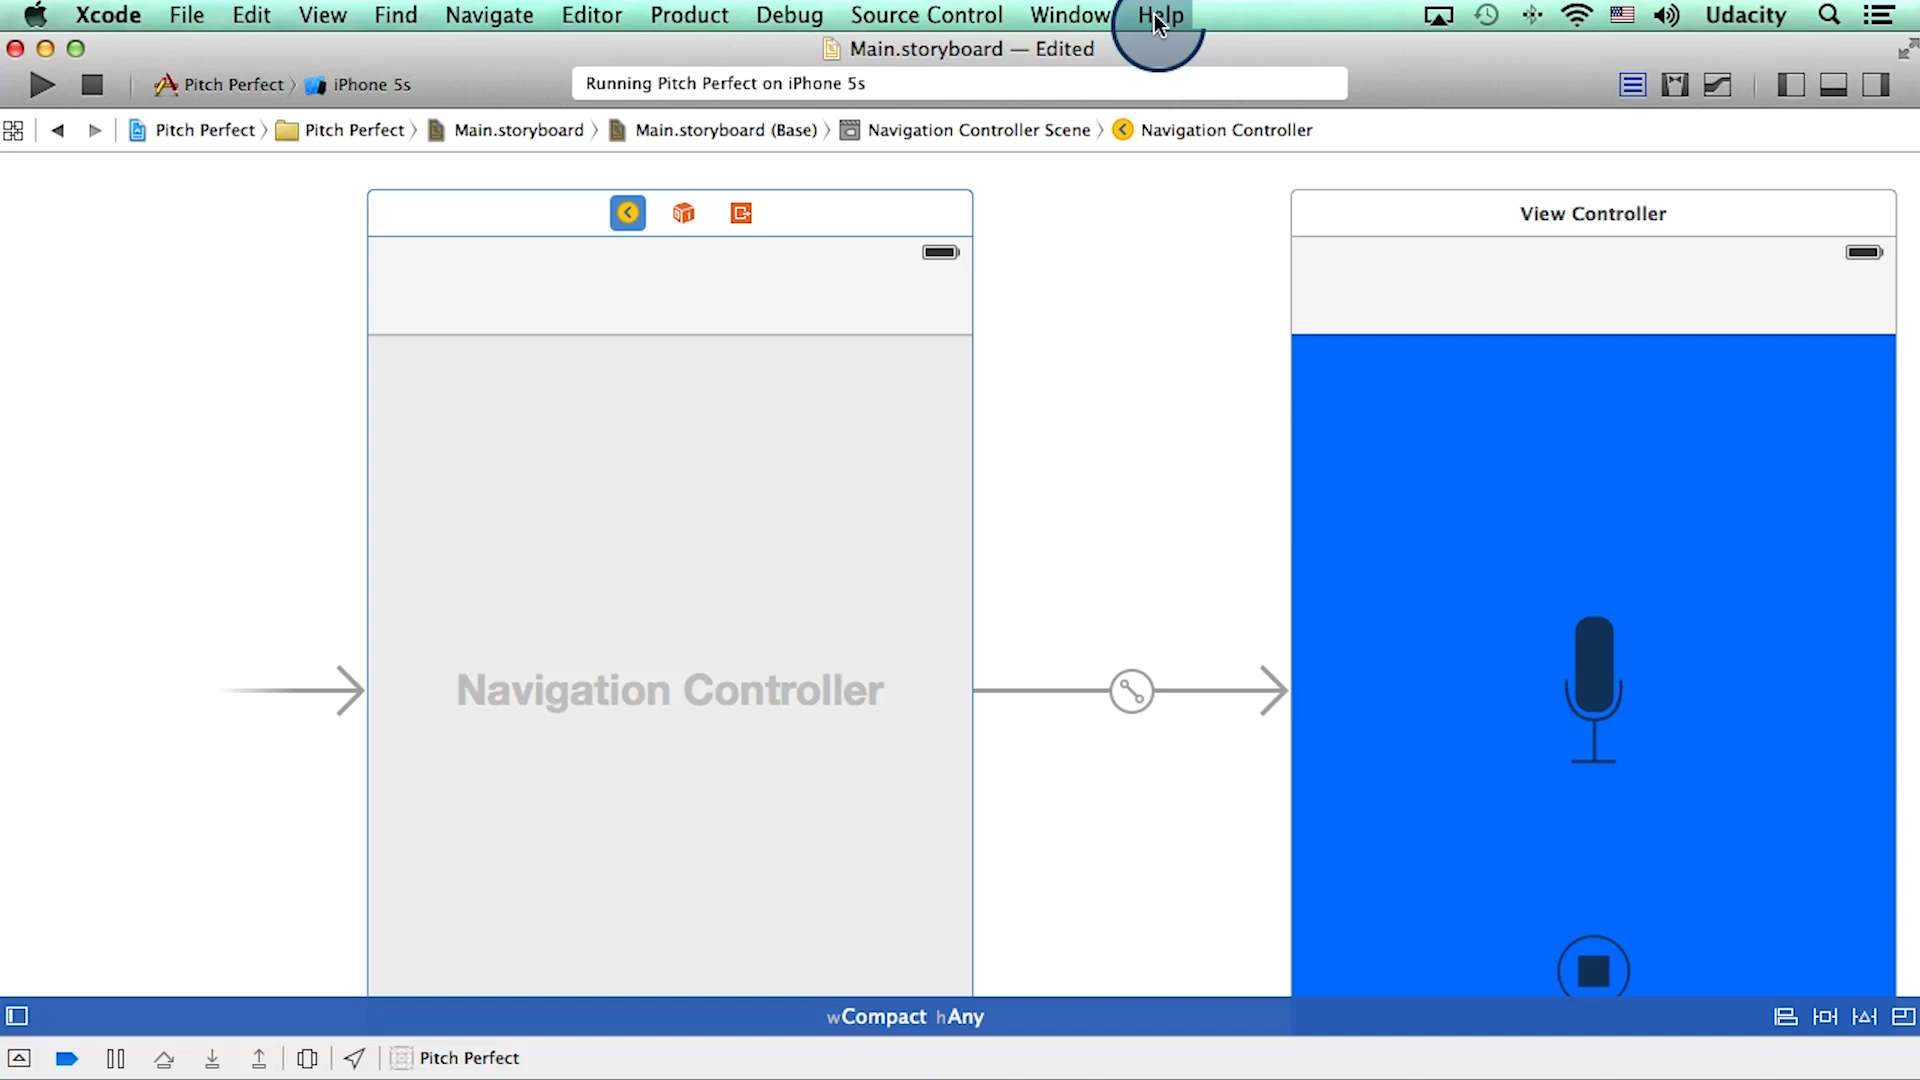 Xcode File Edit View Find Navigate Editor Product Debug Source Control Window Help Udacity
Main.storyboard — Edited
Pitch Perfect iPhone 5s Running Pitch Perfect on iPhone 5s
Pitch Perfect Pitch Perfect Main.storyboard Main.storyboard (Base) Navigation Controller Scene Navigation Controller
View Controller
Navigation Controller
wCompact hAny
Pitch Perfect